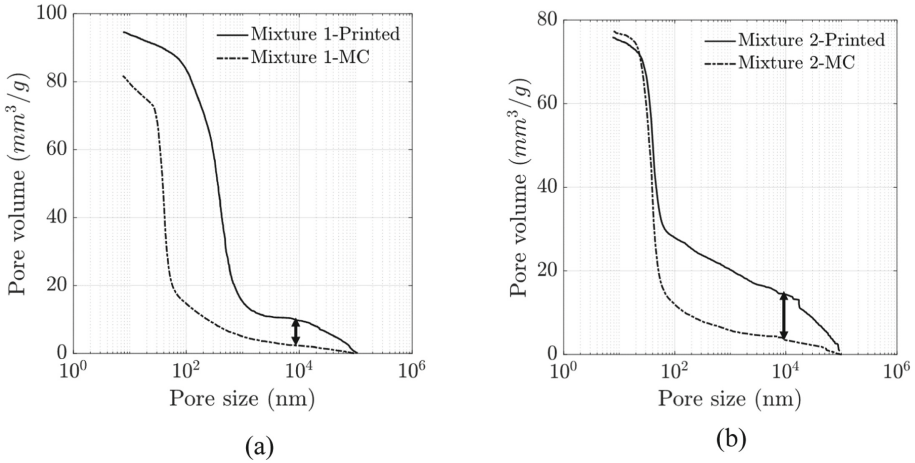 Mixture 1-Printed
Mixture 1-MC
100
80
60
40
20
0
Pore volume (mm³/g)
10⁰ 10² 10⁴ 10⁶
Pore size (nm)
(a)
Mixture 2-Printed
Mixture 2-MC
80
60
40
20
0
Pore volume (mm³/g)
10⁰ 10² 10⁴ 10⁶
Pore size (nm)
(b)